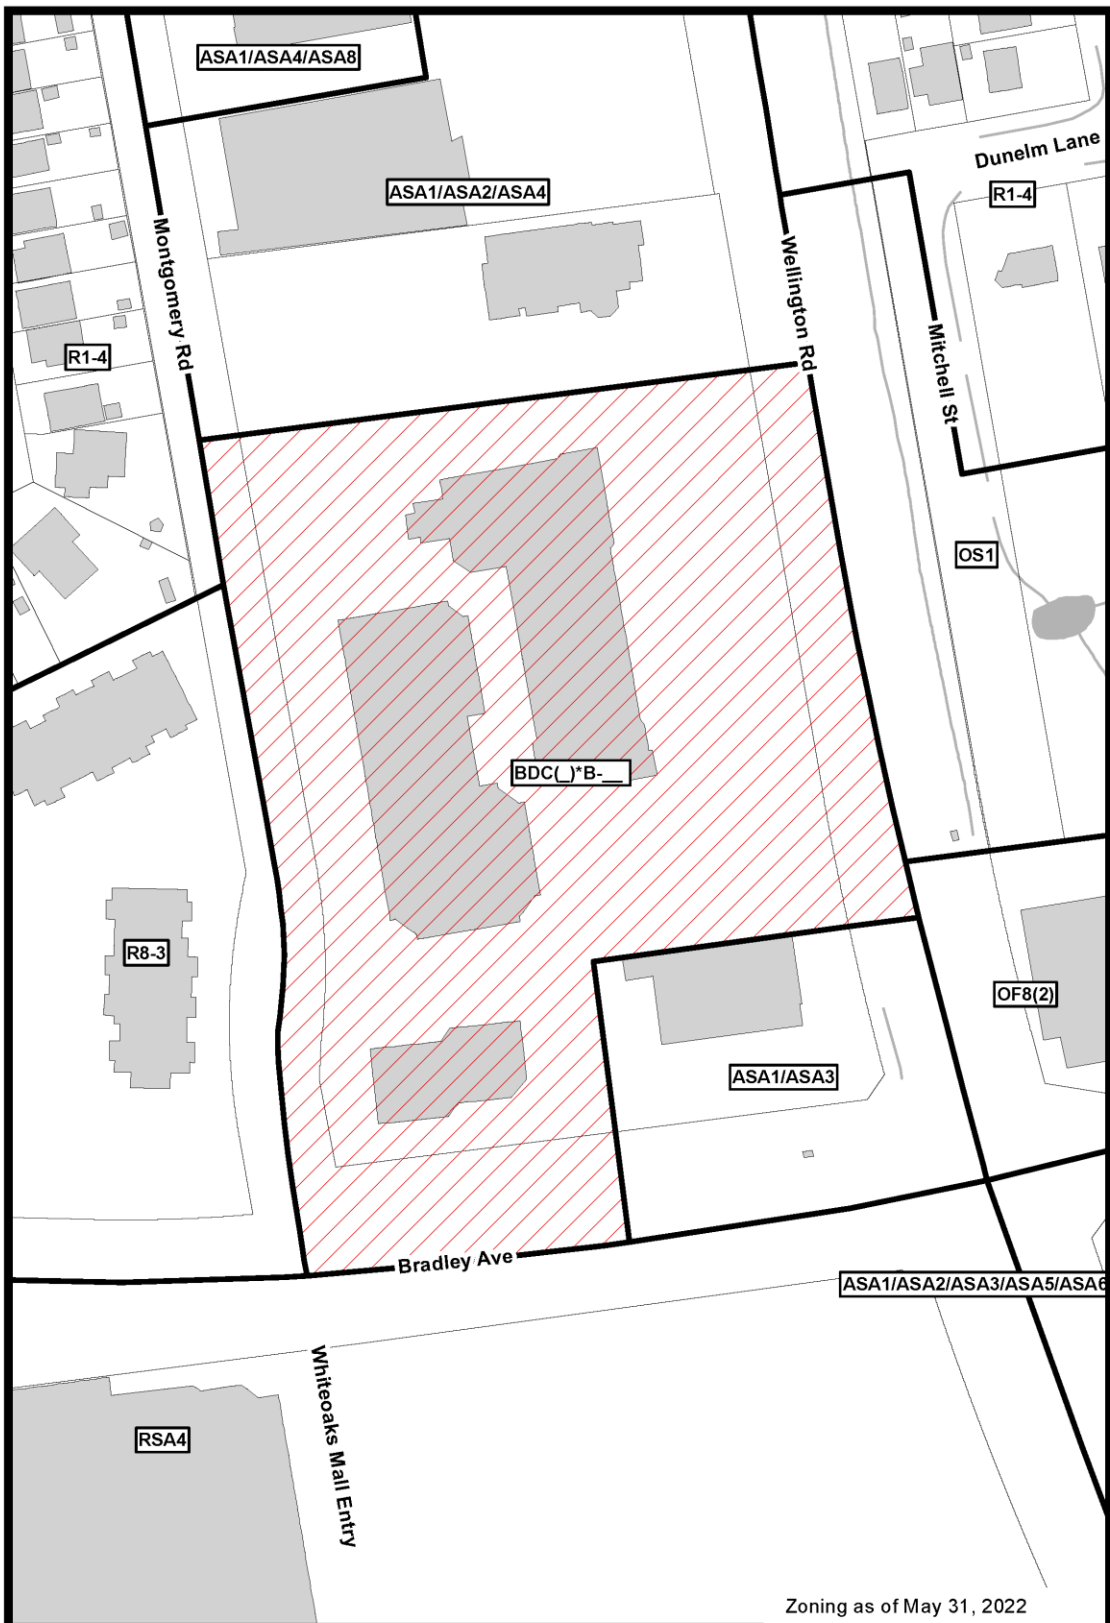 ASA1/ASA4/ASA8
Dunelm Lane
ASA1/ASA2/ASA4
R1-4
Montgomery Rd
Wellington Rd
Mitchell St
R1-4
OS1
BDC(_)*B-__
R8-3
OF8(2)
ASA1/ASA3
Bradley Ave
ASA1/ASA2/ASA3/ASA5/ASA6
Whiteoaks Mall Entry
RSA4
Zoning as of May 31, 2022